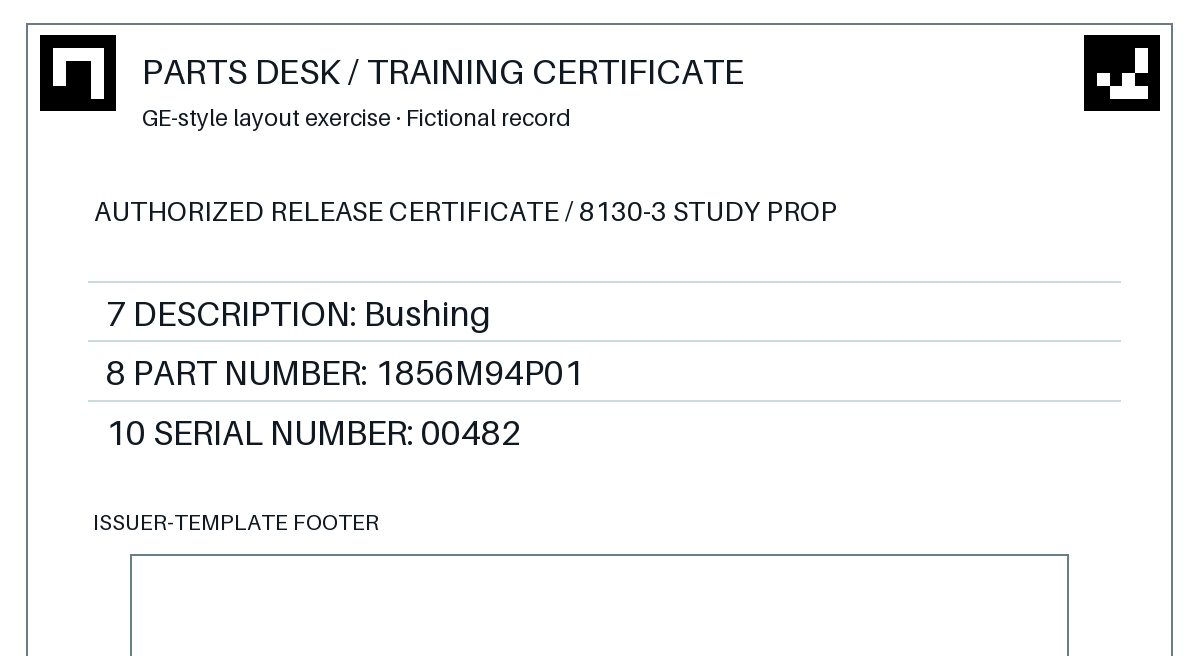 PARTS DESK / TRAINING CERTIFICATE
GE-style layout exercise · Fictional record
AUTHORIZED RELEASE CERTIFICATE / 8130-3 STUDY PROP
7 DESCRIPTION: Bushing
8 PART NUMBER: 1856M94P01
10 SERIAL NUMBER: 00482
ISSUER-TEMPLATE FOOTER